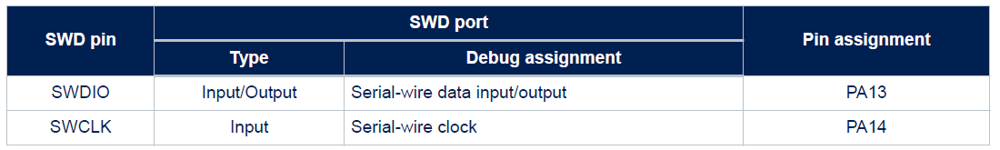 SWD pin
SWD port
Pin assignment
Type
Debug assignment
SWDIO
Input/Output
Serial-wire data input/output
PA13
SWCLK
Input
Serial-wire clock
PA14